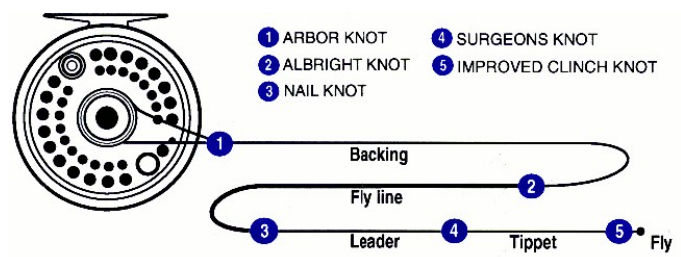 1 ARBOR KNOT
2 ALBRIGHT KNOT
3 NAIL KNOT
4 SURGEONS KNOT
5 IMPROVED CLINCH KNOT
1
Backing
2
Fly line
3
4
5
Fly
Leader
Tippet